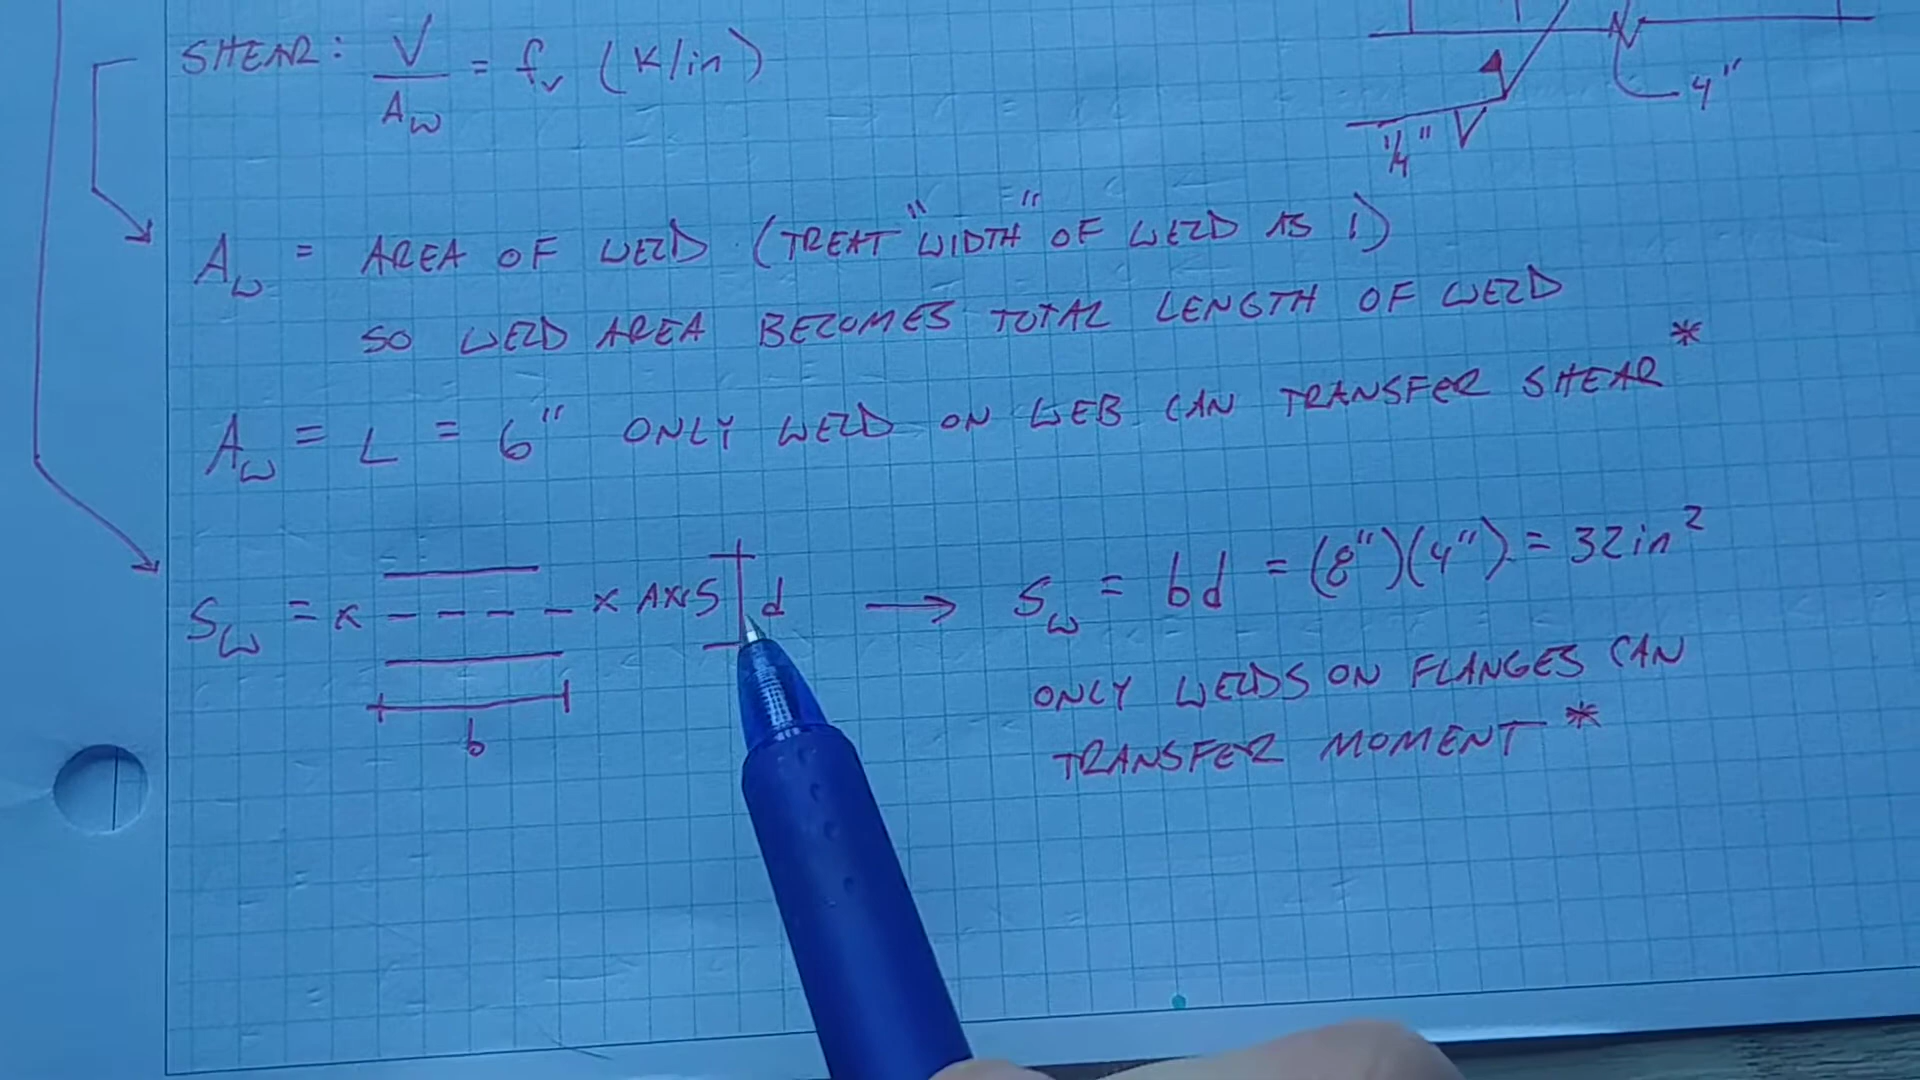 SHEAR: V/A_w = f_v (K/in)
4"
1/4" V
A_w = AREA OF WELD (TREAT "WIDTH" OF WELD AS 1)
SO WELD AREA BECOMES TOTAL LENGTH OF WELD
A_w = L = 6" ONLY WELD ON WEB CAN TRANSFER SHEAR*
S_w = x - - - - x AXIS d → S_w = bd = (8")(4") = 32in²
b
ONLY WELDS ON FLANGES CAN
TRANSFER MOMENT*